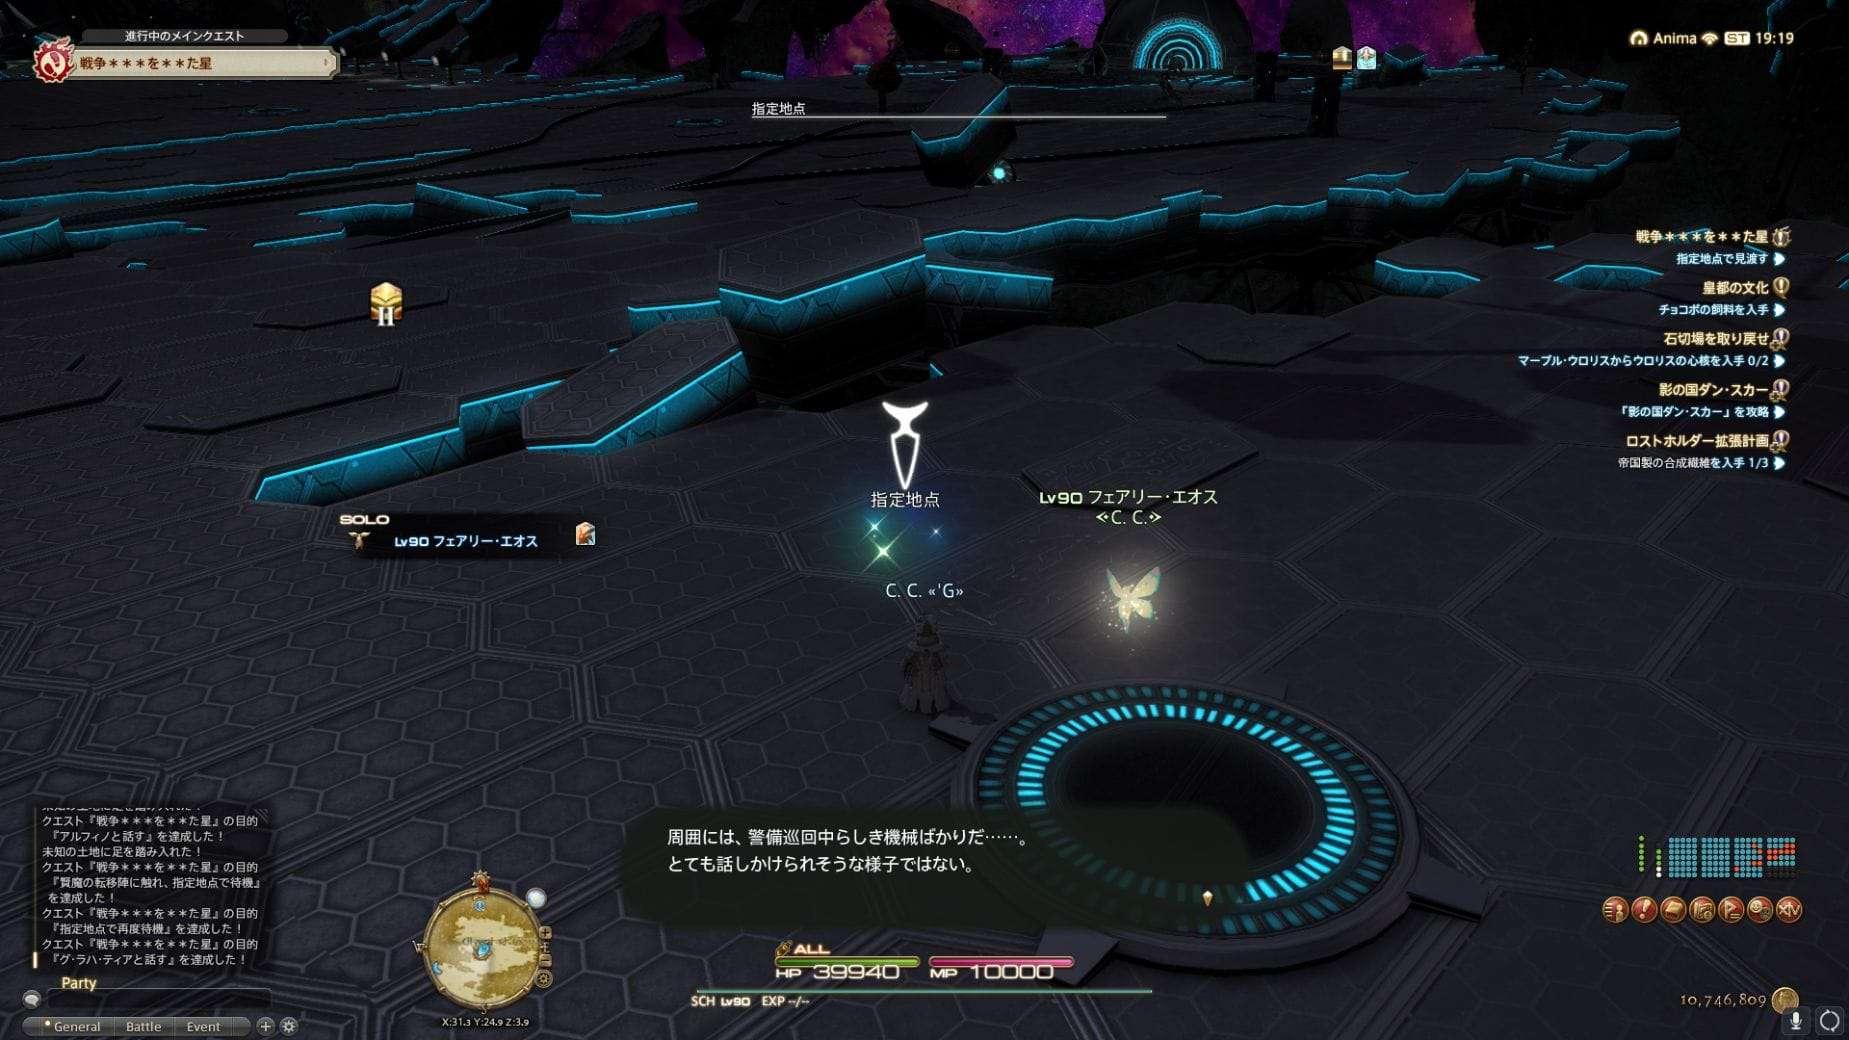 進行中のメインクエスト
戦争＊＊＊を＊＊た星
Anima ST 19:19
指定地点
戦争＊＊＊を＊＊た星
指定地点で見渡す
皇都の文化
チョコボの飼料を入手
石切場を取り戻せ
マーブル・ウロリスからウロリスの心核を入手 0/2
影の国ダン・スカー
「影の国ダン・スカー」を攻略
ロストホルダー拡張計画
帝国製の合成繊維を入手 1/3
H
指定地点
Lv90 フェアリー・エオス
<C. C.>
SOLO
Lv90 フェアリー・エオス
C. C. «'G»
クエスト『戦争＊＊＊を＊＊た星』の目的
『アルフィノと話す』を達成した！
未知の土地に足を踏み入れた！
クエスト『戦争＊＊＊を＊＊た星』の目的
『賢魔の転移陣に触れ、指定地点で待機』
を達成した！
クエスト『戦争＊＊＊を＊＊た星』の目的
『指定地点で再度待機』を達成した！
クエスト『戦争＊＊＊を＊＊た星』の目的
『グ・ラハ・ティアと話す』を達成した！
Party
General Battle Event
X:31.3 Y:24.9 Z:3.9
周囲には、警備巡回中らしき機械ばかりだ……。
とても話しかけられそうな様子ではない。
ALL
HP 39940 MP 10000
SCH Lv90 EXP --/--
XIV
10,746,809